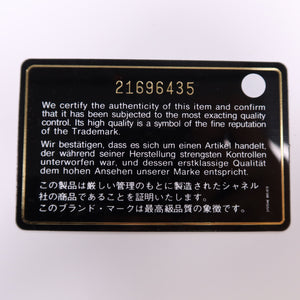 21696435
We certify the authenticity of this item and confirm
that it has been subjected to the most exacting quality
control. Its high quality is a symbol of the fine reputation
of the Trademark.
Wir bestätigen, dass es sich um einen Artikel handelt,
der während seiner Herstellung strengsten Kontrollen
unterworfen war, und dessen erstklassige Qualität
dem hohen Ansehen unserer Marke entspricht.
この製品は厳しい管理のもとに製造されたシャネル
社の商品であることを証明いたします。
このブランド・マークは最高級品質の象徴です。